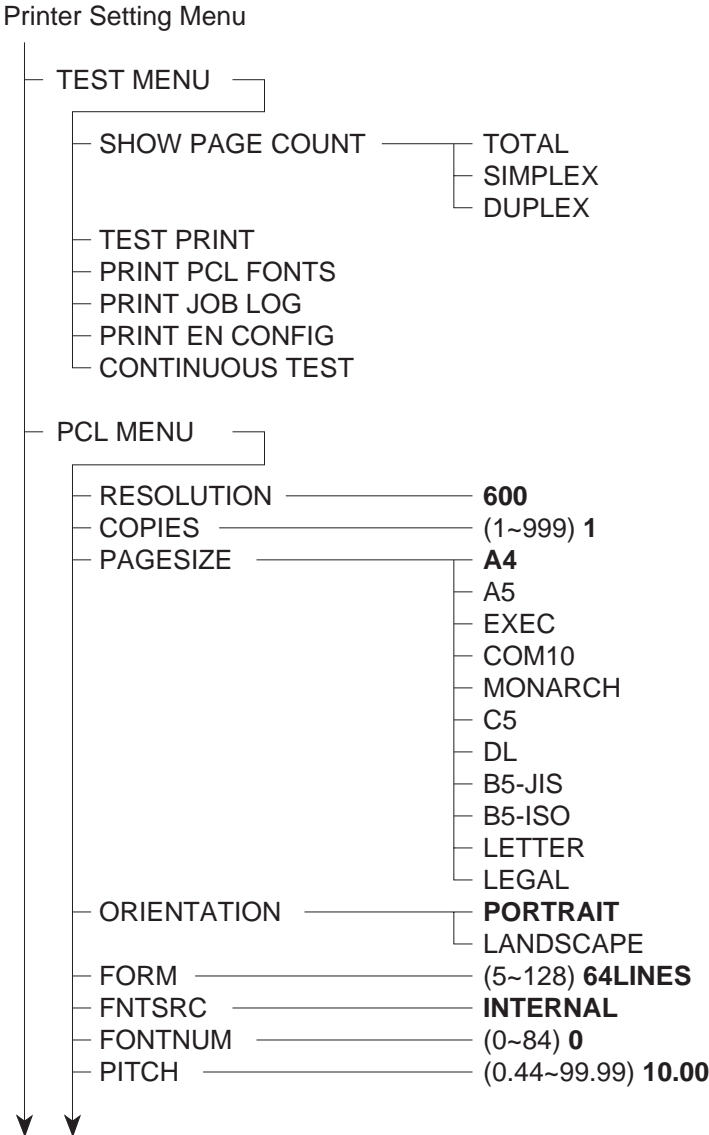 Printer Setting Menu
TEST MENU
SHOW PAGE COUNT TOTAL
SIMPLEX
DUPLEX
TEST PRINT
PRINT PCL FONTS
PRINT JOB LOG
PRINT EN CONFIG
CONTINUOUS TEST
PCL MENU
RESOLUTION 600
COPIES (1~999) 1
PAGESIZE A4
A5
EXEC
COM10
MONARCH
C5
DL
B5-JIS
B5-ISO
LETTER
LEGAL
ORIENTATION PORTRAIT
LANDSCAPE
FORM (5~128) 64LINES
FNTSRC INTERNAL
FONTNUM (0~84) 0
PITCH (0.44~99.99) 10.00